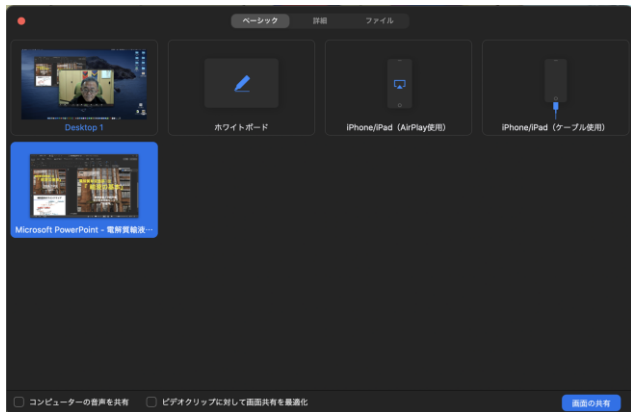 ベーシック
詳細
ファイル
Desktop 1
ホワイトボード
iPhone/iPad（AirPlay使用）
iPhone/iPad（ケーブル使用）
Microsoft PowerPoint - 電解質輸液…
コンピューターの音声を共有
ビデオクリップに対して画面共有を最適化
画面の共有